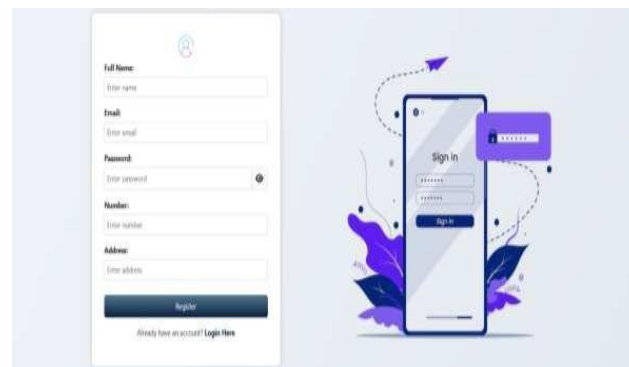 Full Name:
Enter name
Email:
Enter email
Password:
Enter password
Number:
Enter number
Address:
Enter address
Register
Already have an account? Login Here
Sign in
Sign in